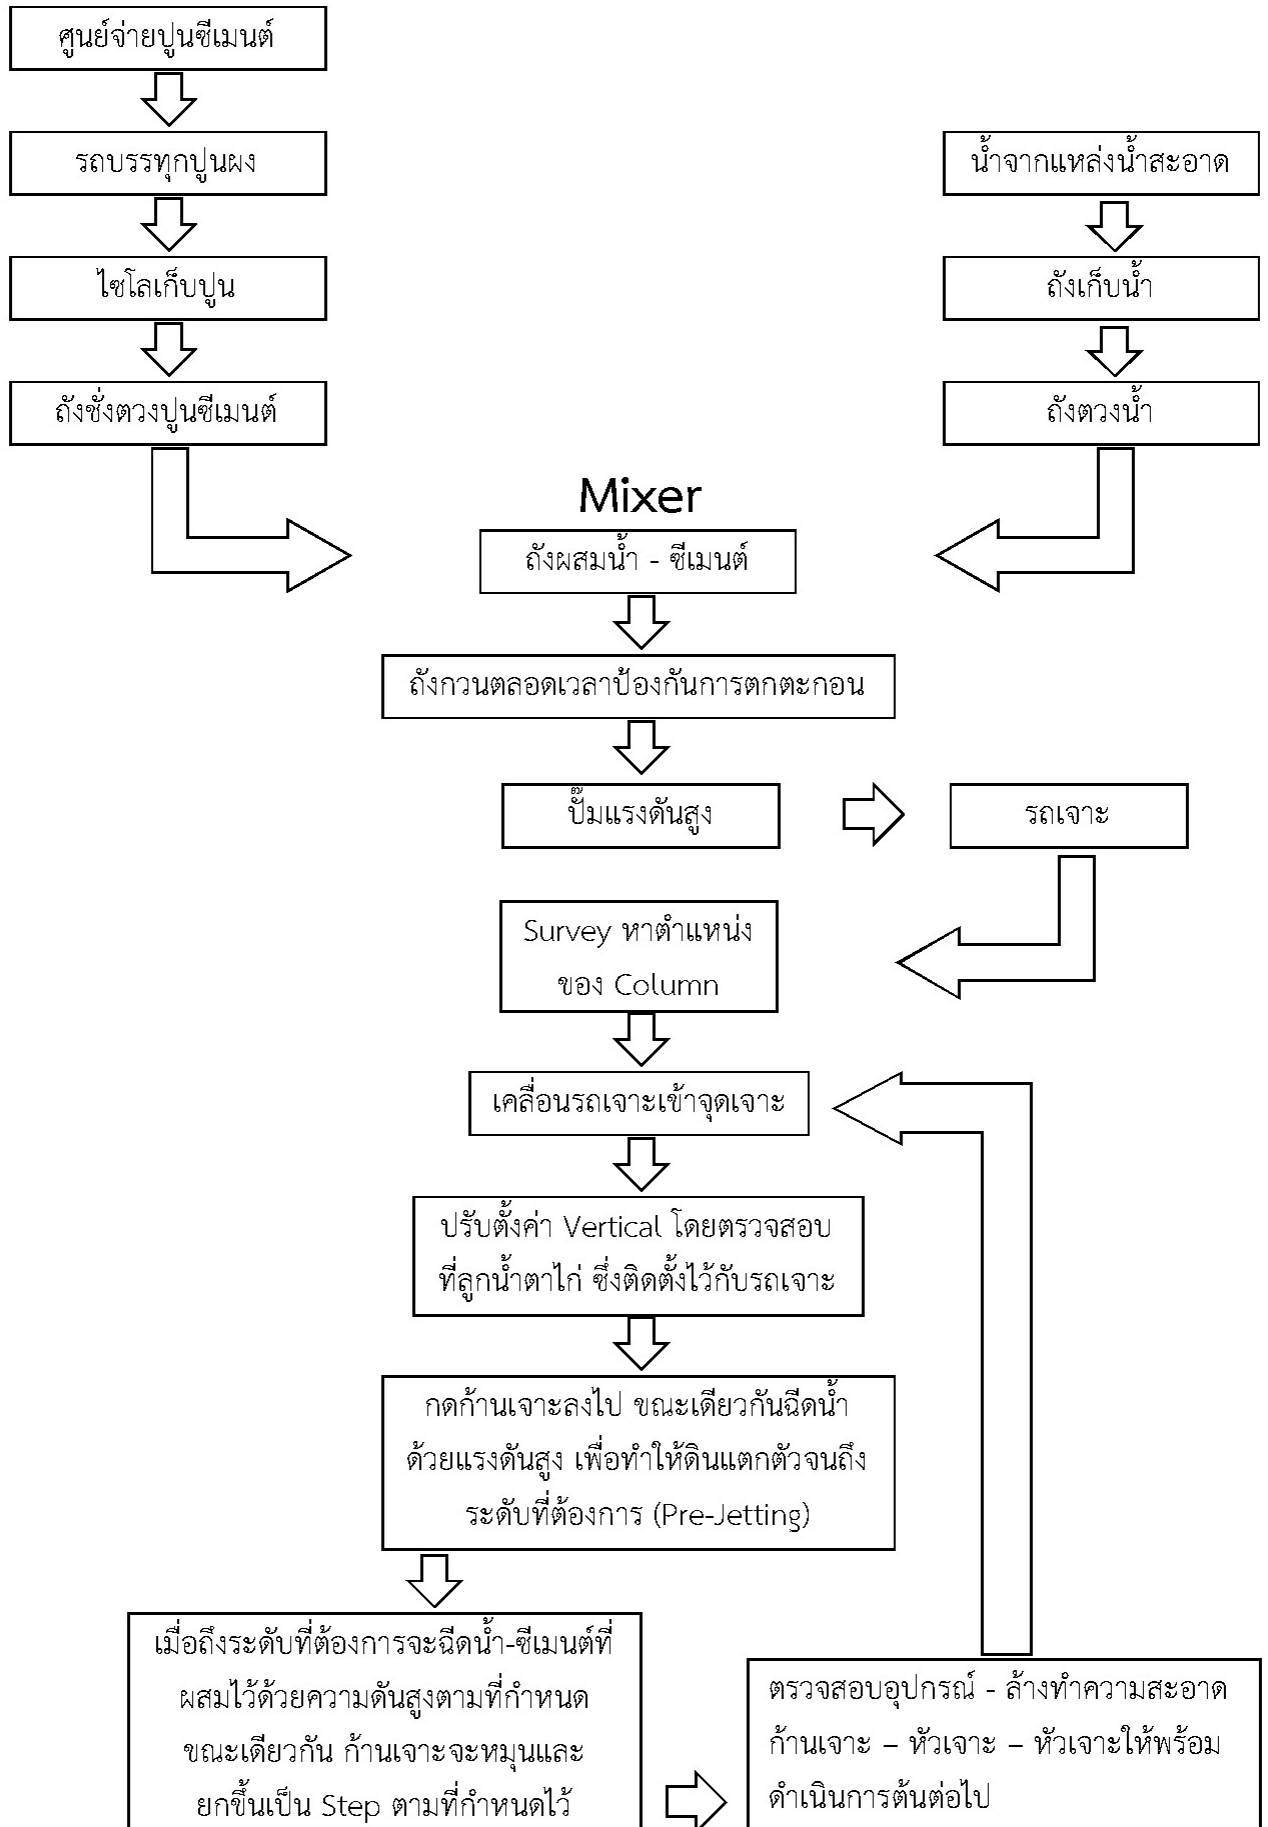 ศูนย์จ่ายปูนซีเมนต์
รถบรรทุกปูนผง
น้ำจากแหล่งน้ำสะอาด
ไซโลเก็บปูน
ถังเก็บน้ำ
ถังชั่งตวงปูนซีเมนต์
ถังตวงน้ำ
Mixer
ถังผสมน้ำ - ซีเมนต์
ถังกวนตลอดเวลาป้องกันการตกตะกอน
ปั๊มแรงดันสูง
รถเจาะ
Survey หาตำแหน่ง
ของ Column
เคลื่อนรถเจาะเข้าจุดเจาะ
ปรับตั้งค่า Vertical โดยตรวจสอบ
ที่ลูกน้ำตาไก่ ซึ่งติดตั้งไว้กับรถเจาะ
กดก้านเจาะลงไป ขณะเดียวกันฉีดน้ำ
ด้วยแรงดันสูง เพื่อทำให้ดินแตกตัวจนถึง
ระดับที่ต้องการ (Pre-Jetting)
เมื่อถึงระดับที่ต้องการจะฉีดน้ำ-ซีเมนต์ที่
ผสมไว้ด้วยความดันสูงตามที่กำหนด
ขณะเดียวกัน ก้านเจาะจะหมุนและ
ยกขึ้นเป็น Step ตามที่กำหนดไว้
ตรวจสอบอุปกรณ์ - ล้างทำความสะอาด
ก้านเจาะ – หัวเจาะ – หัวเจาะให้พร้อม
ดำเนินการต้นต่อไป